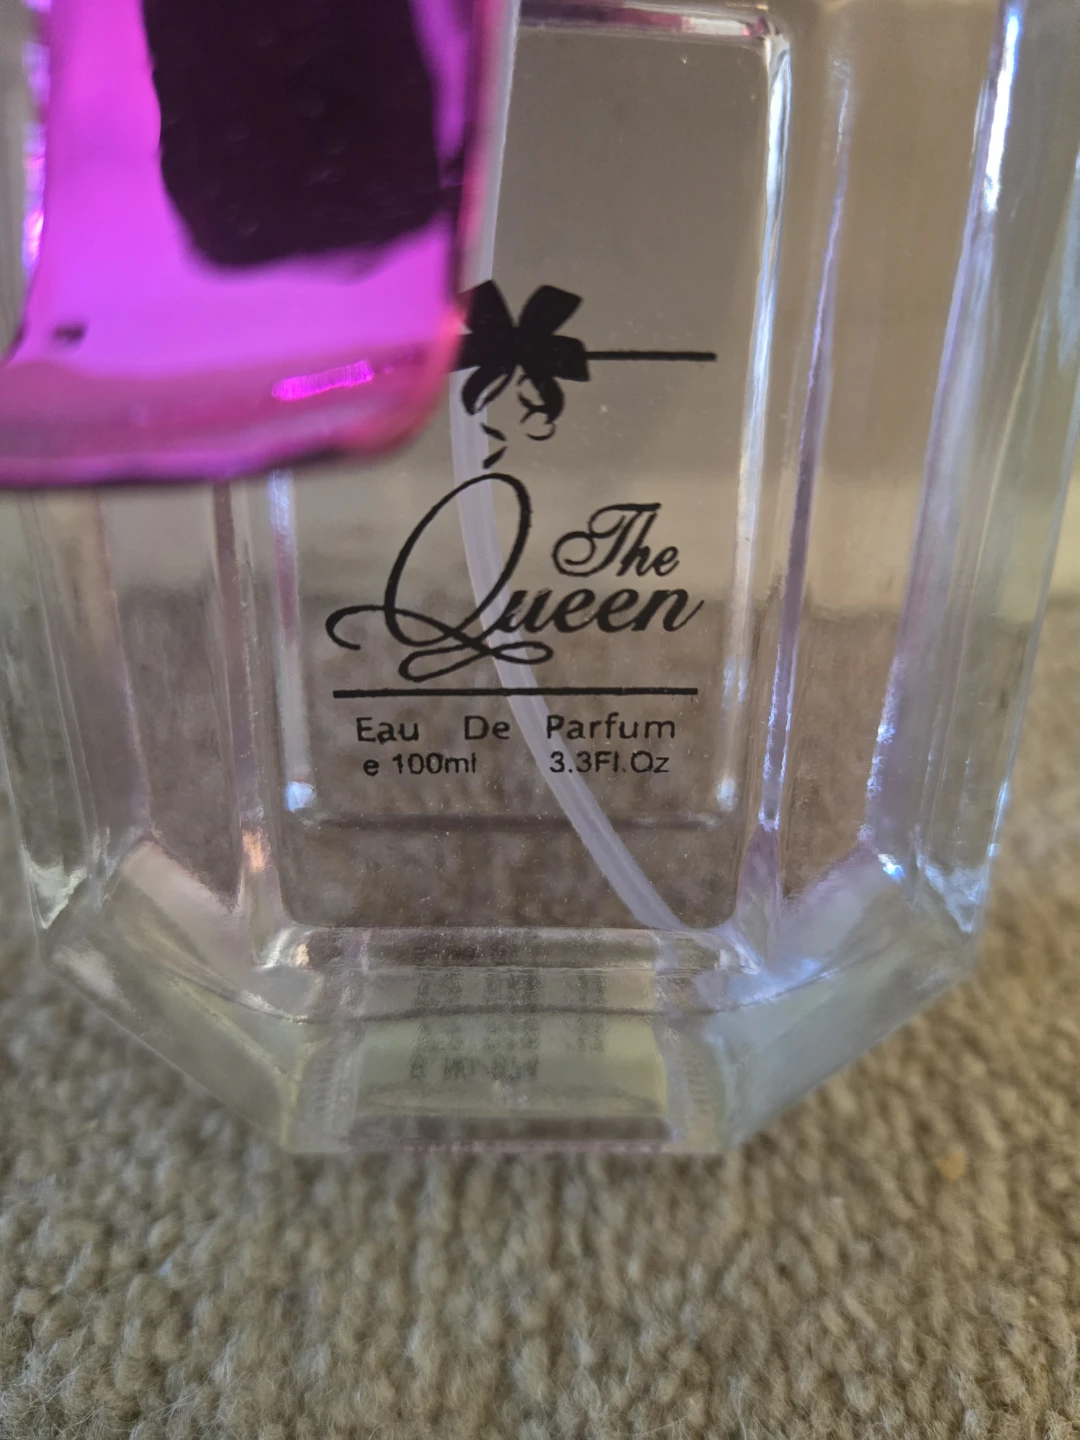 The
Queen
Eau De Parfum
e 100ml 3.3Fl.Oz